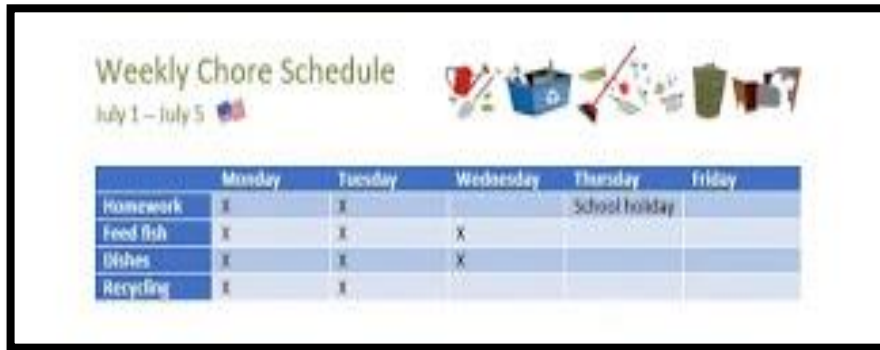 Weekly Chore Schedule
July 1 – July 5
Monday Tuesday Wednesday Thursday Friday
Homework X X School holiday
Feed fish X X X
Dishes X X X
Recycling X X